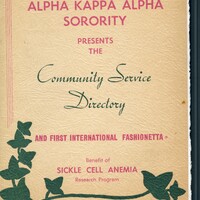 ALPHA KAPPA ALPHA
SORORITY
PRESENTS
THE
Community Service
Directory
AND FIRST INTERNATIONAL FASHIONETTA -
Benefit of
SICKLE CELL ANEMIA
Research Program